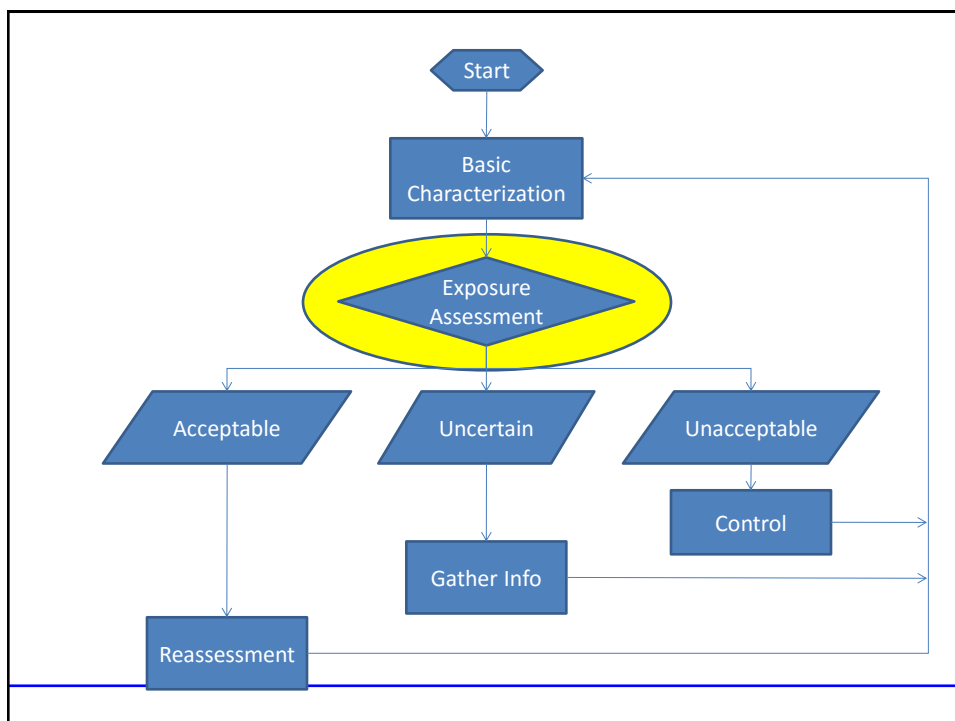 Start
Basic
Characterization
Exposure
Assessment
Acceptable
Uncertain
Unacceptable
Control
Gather Info
Reassessment